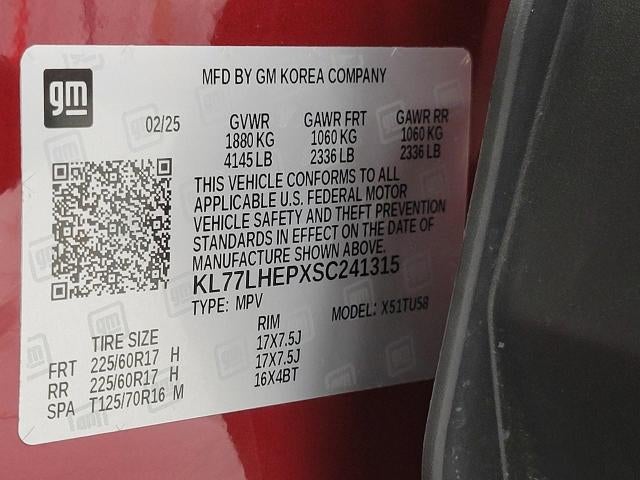 gm
MFD BY GM KOREA COMPANY
02/25 GVWR GAWR FRT GAWR RR
1880 KG 1060 KG 1060 KG
4145 LB 2336 LB 2336 LB
THIS VEHICLE CONFORMS TO ALL
APPLICABLE U.S. FEDERAL MOTOR
VEHICLE SAFETY AND THEFT PREVENTION
STANDARDS IN EFFECT ON THE DATE OF
MANUFACTURE SHOWN ABOVE.
KL77LHEPXSC241315
TYPE: MPV MODEL: X51TU58
TIRE SIZE RIM
FRT 225/60R17 H 17X7.5J
RR 225/60R17 H 17X7.5J
SPA T125/70R16 M 16X4BT